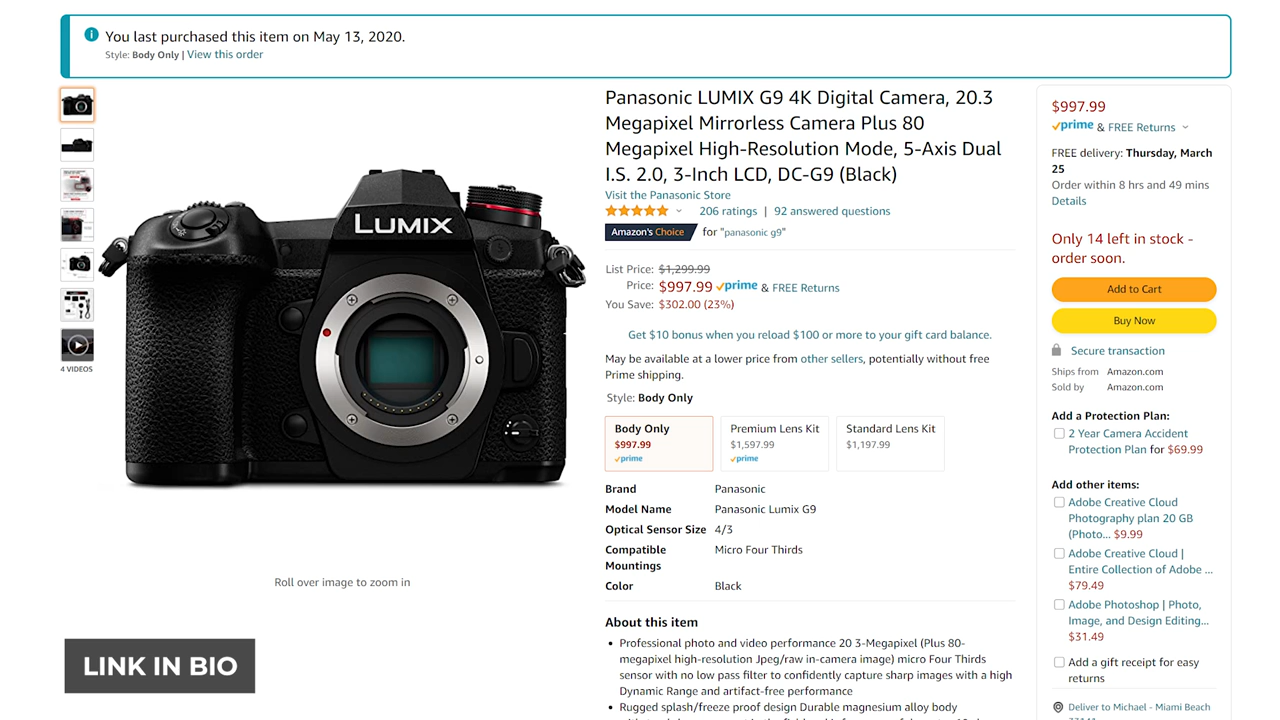 You last purchased this item on May 13, 2020.
Style: Body Only | View this order
LUMIX
4 VIDEOS
Roll over image to zoom in
LINK IN BIO
Panasonic LUMIX G9 4K Digital Camera, 20.3
Megapixel Mirrorless Camera Plus 80
Megapixel High-Resolution Mode, 5-Axis Dual
I.S. 2.0, 3-Inch LCD, DC-G9 (Black)
Visit the Panasonic Store
206 ratings | 92 answered questions
Amazon's Choice for "panasonic g9"
List Price: $1,299.99
Price: $997.99 prime & FREE Returns
You Save: $302.00 (23%)
Get $10 bonus when you reload $100 or more to your gift card balance.
May be available at a lower price from other sellers, potentially without free
Prime shipping.
Style: Body Only
Body Only
$997.99
prime
Premium Lens Kit
$1,597.99
prime
Standard Lens Kit
$1,197.99
Brand Panasonic
Model Name Panasonic Lumix G9
Optical Sensor Size 4/3
Compatible Mountings Micro Four Thirds
Color Black
About this item
• Professional photo and video performance 20 3-Megapixel (Plus 80-
megapixel high-resolution Jpeg/raw in-camera image) micro Four Thirds
sensor with no low pass filter to confidently capture sharp images with a high
Dynamic Range and artifact-free performance
• Rugged splash/freeze proof design Durable magnesium alloy body
$997.99
prime & FREE Returns
FREE delivery: Thursday, March
25
Order within 8 hrs and 49 mins
Details
Only 14 left in stock -
order soon.
Add to Cart
Buy Now
Secure transaction
Ships from Amazon.com
Sold by Amazon.com
Add a Protection Plan:
2 Year Camera Accident
Protection Plan for $69.99
Add other items:
Adobe Creative Cloud
Photography plan 20 GB
(Photo... $9.99
Adobe Creative Cloud |
Entire Collection of Adobe ...
$79.49
Adobe Photoshop | Photo,
Image, and Design Editing...
$31.49
Add a gift receipt for easy
returns
Deliver to Michael - Miami Beach